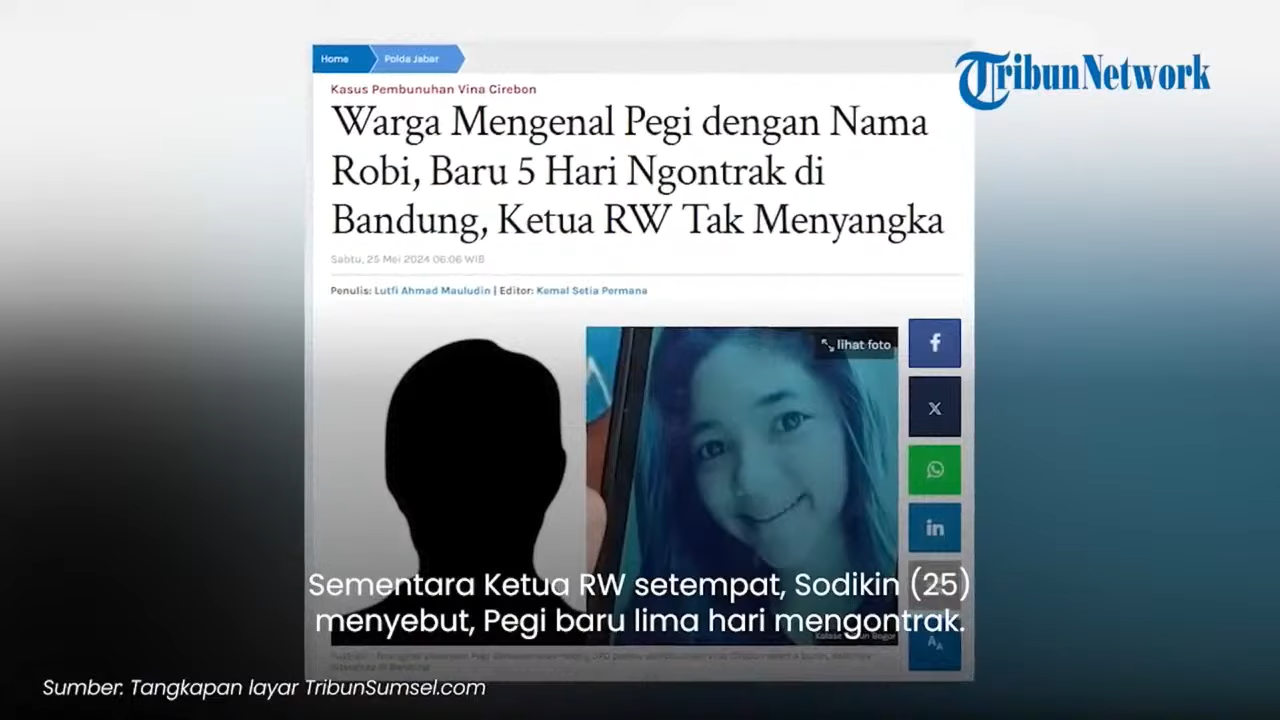 Home
Polda Jabar
TribunNetwork
Kasus Pembunuhan Vina Cirebon
Warga Mengenal Pegi dengan Nama
Robi, Baru 5 Hari Ngontrak di
Bandung, Ketua RW Tak Menyangka
Sabtu, 25 Mei 2024 06:06 WIB
Penulis: Lutfi Ahmad Mauludin | Editor: Kemal Setia Permana
lihat foto
Sementara Ketua RW setempat, Sodikin (25)
menyebut, Pegi baru lima hari mengontrak.
Bogor
AA
Sumber: Tangkapan layar TribunSumsel.com